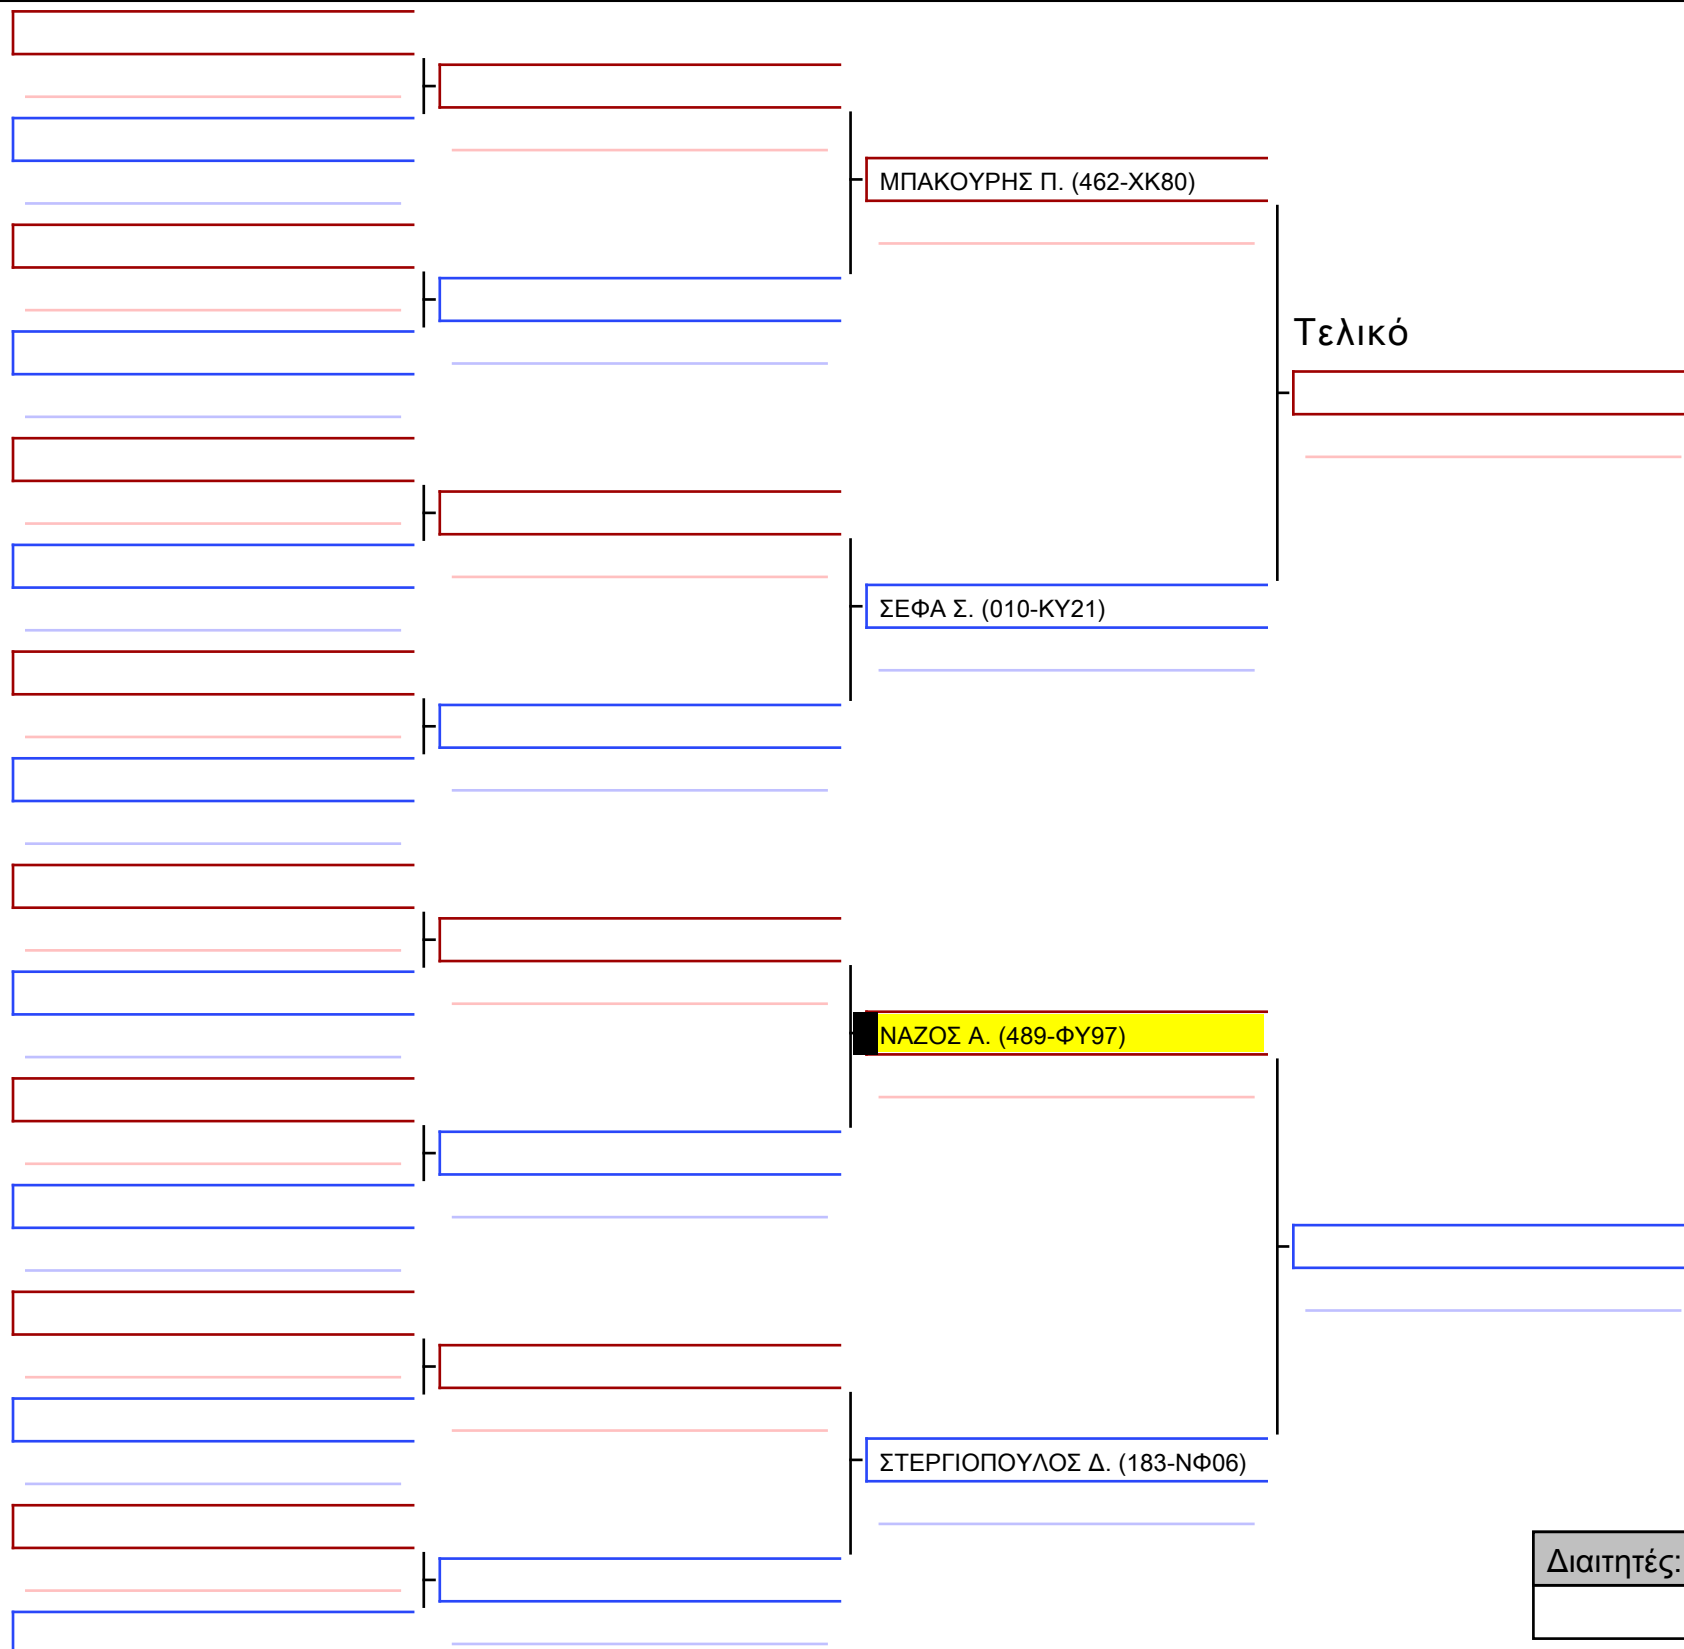 ΜΠΑΚΟΥΡΗΣ Π. (462-ΧΚ80)
Τελικό
ΣΕΦΑ Σ. (010-ΚΥ21)
ΝΑΖΟΣ Α. (489-ΦΥ97)
ΣΤΕΡΓΙΟΠΟΥΛΟΣ Δ. (183-ΝΦ06)
Διαιτητές: